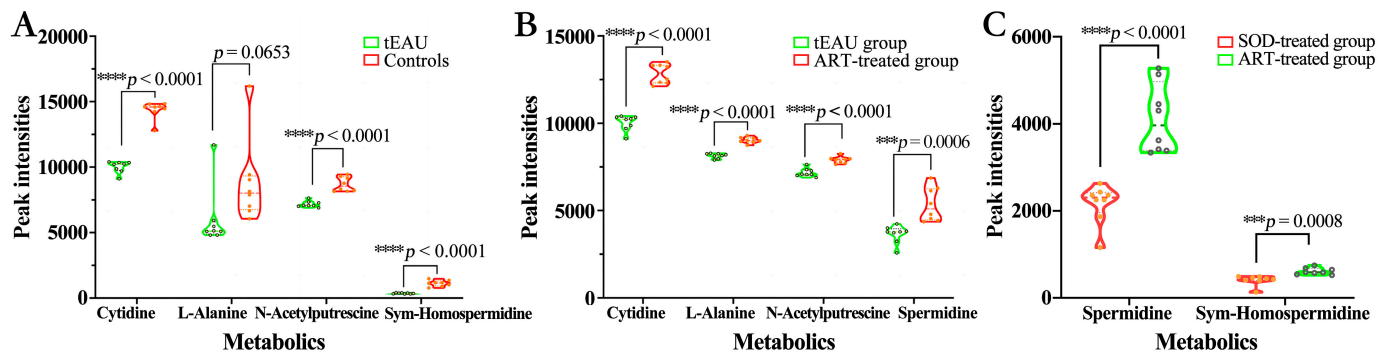 A
20000
15000
10000
5000
0
Peak intensities
tEAU
Controls
**** p < 0.0001
p = 0.0653
**** p < 0.0001
**** p < 0.0001
Cytidine
L-Alanine
N-Acetylputrescine
Sym-Homospermidine
Metabolics
B
15000
10000
5000
0
Peak intensities
tEAU group
ART-treated group
**** p < 0.0001
**** p < 0.0001
**** p < 0.0001
*** p = 0.0006
Cytidine
L-Alanine
N-Acetylputrescine
Spermidine
Metabolics
C
6000
4000
2000
0
Peak intensities
SOD-treated group
ART-treated group
**** p < 0.0001
*** p = 0.0008
Spermidine
Sym-Homospermidine
Metabolics